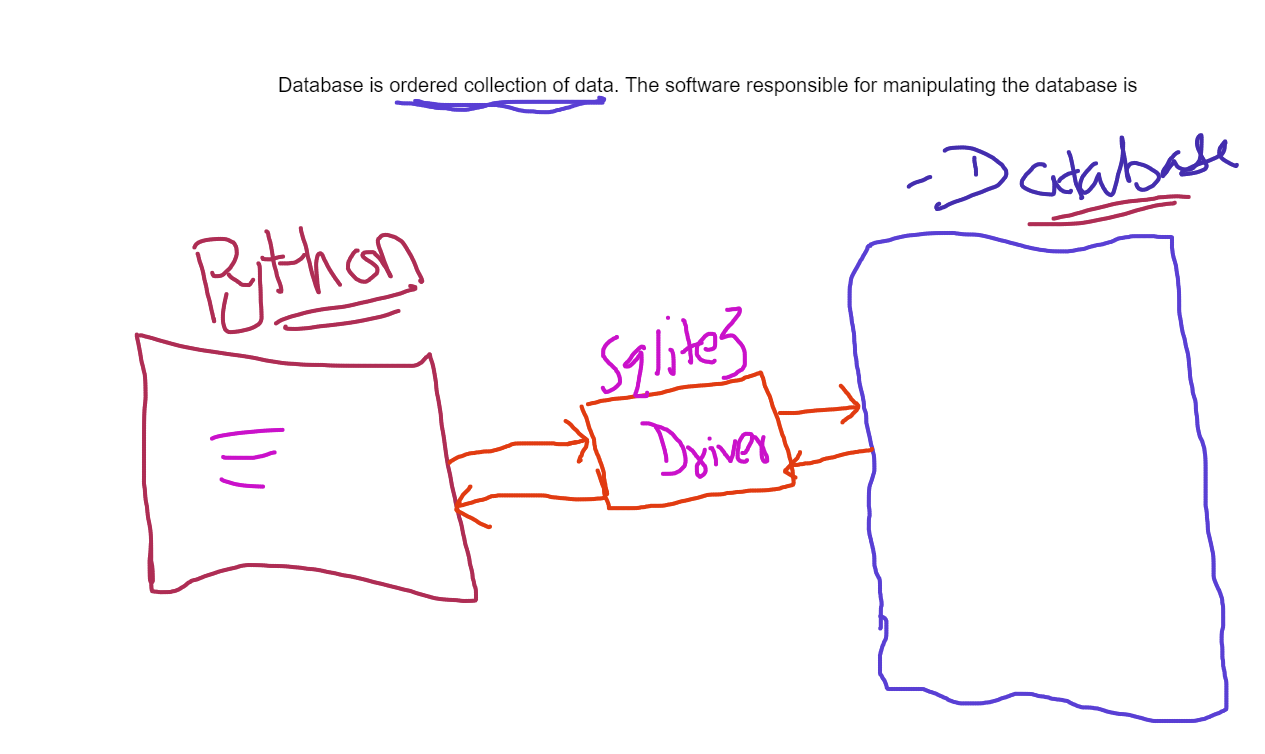 Database is ordered collection of data. The software responsible for manipulating the database is
- Database
Python
Sqlite3
Driver